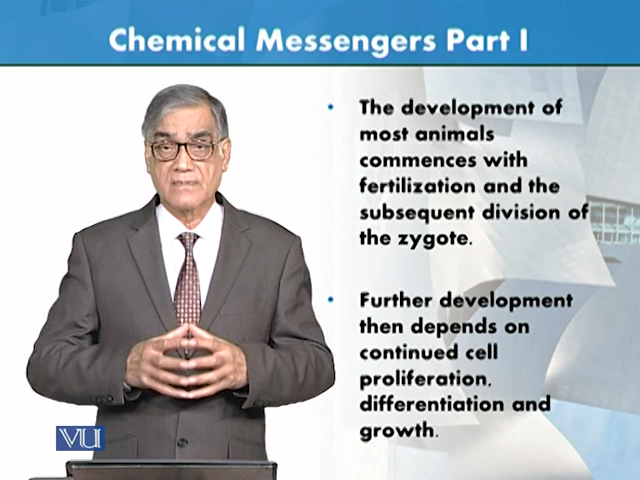 Chemical Messengers Part I
• The development of
most animals
commences with
fertilization and the
subsequent division of
the zygote.
• Further development
then depends on
continued cell
proliferation,
differentiation and
growth.
VU